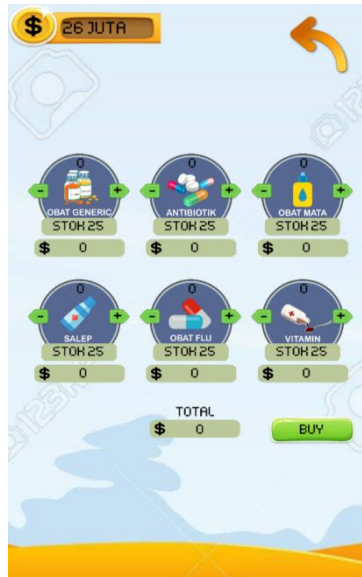 $ 26 JUTA
0 0 0
- + - + - +
OBAT GENERIC ANTIBIOTIK OBAT MATA
STOK 25 STOK 25 STOK 25
$ 0 $ 0 $ 0
0 0 0
- + - + - +
SALEP OBAT FLU VITAMIN
STOK 25 STOK 25 STOK 25
$ 0 $ 0 $ 0
TOTAL
$ 0 BUY